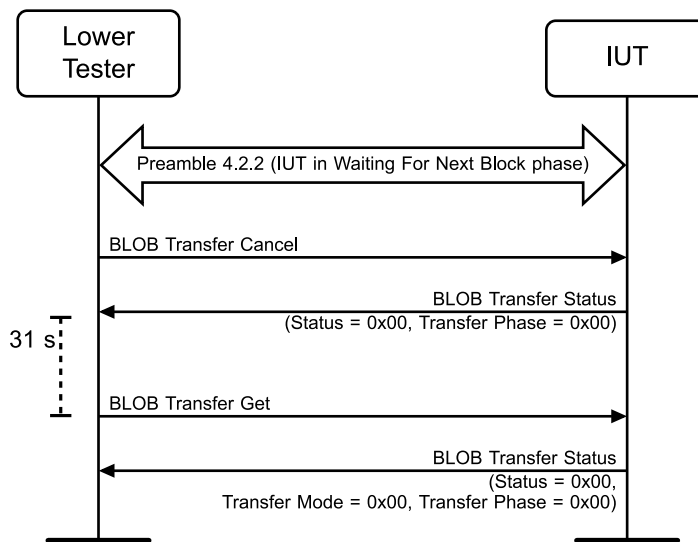 Lower
Tester
IUT
Preamble 4.2.2 (IUT in Waiting For Next Block phase)
BLOB Transfer Cancel
BLOB Transfer Status
(Status = 0x00, Transfer Phase = 0x00)
31 s
BLOB Transfer Get
BLOB Transfer Status
(Status = 0x00,
Transfer Mode = 0x00, Transfer Phase = 0x00)